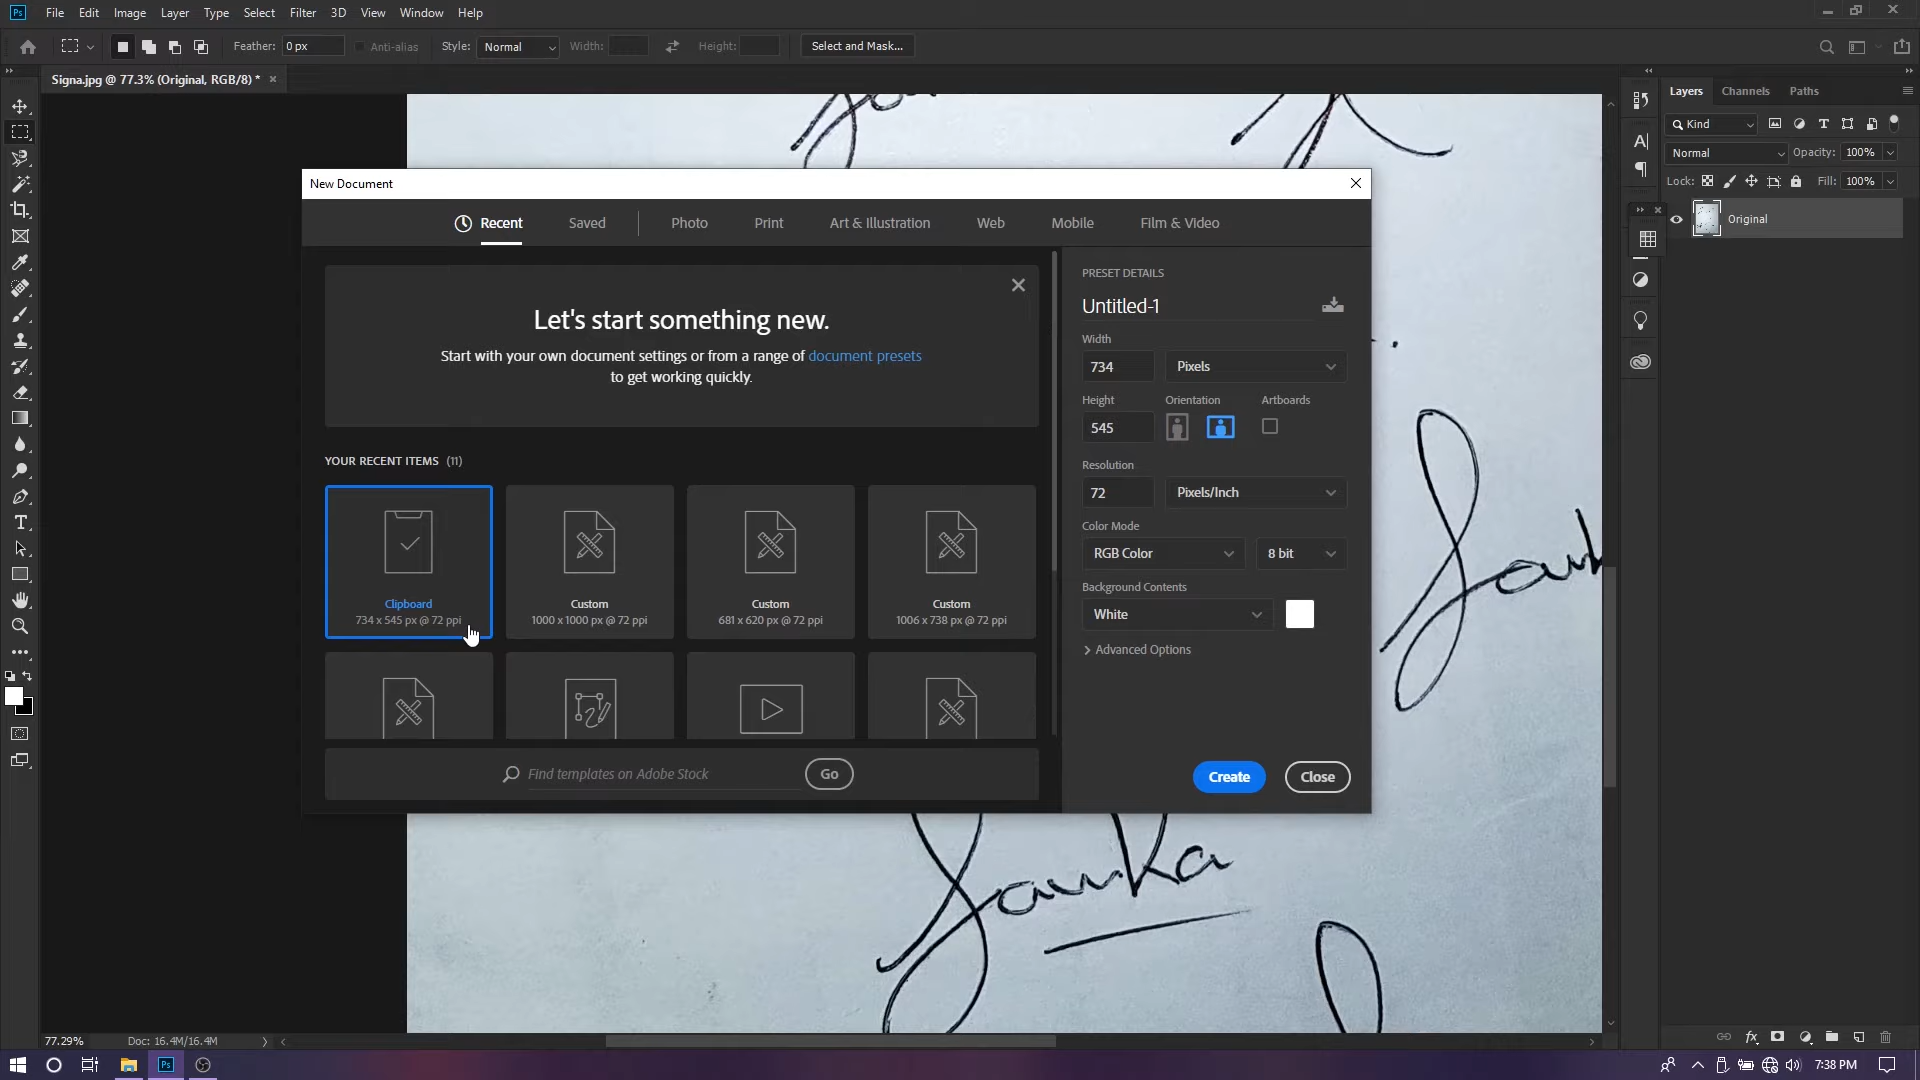 Ps File Edit Image Layer Type Select Filter 3D View Window Help
Feather: 0 px Anti-alias Style: Normal Width: Height: Select and Mask...
Signa.jpg @ 77.3% (Original, RGB/8) *
Layers Channels Paths
Kind
Normal Opacity: 100%
Lock: Fill: 100%
Original
New Document
Recent Saved Photo Print Art & Illustration Web Mobile Film & Video
Let's start something new.
Start with your own document settings or from a range of document presets
to get working quickly.
YOUR RECENT ITEMS (11)
Clipboard
734 x 545 px @ 72 ppi
Custom
1000 x 1000 px @ 72 ppi
Custom
681 x 620 px @ 72 ppi
Custom
1006 x 738 px @ 72 ppi
Find templates on Adobe Stock Go
PRESET DETAILS
Untitled-1
Width
734 Pixels
Height Orientation Artboards
545
Resolution
72 Pixels/Inch
Color Mode
RGB Color 8 bit
Background Contents
White
Advanced Options
Create Close
77.29% Doc: 16.4M/16.4M
Ps 7:38 PM